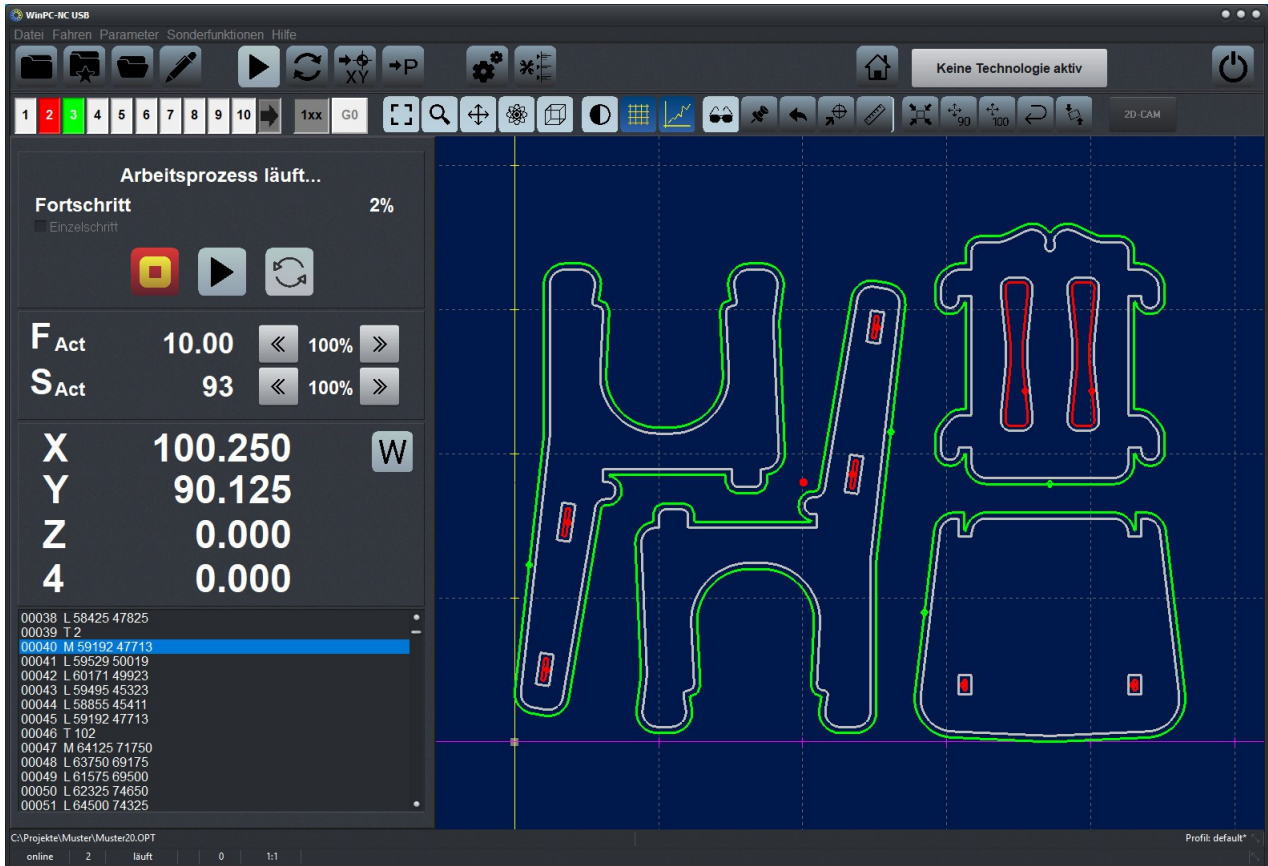 WinPC-NC USB
Datei Fahren Parameter Sonderfunktionen Hilfe
XY P Keine Technologie aktiv
1 2 3 4 5 6 7 8 9 10 1xx G0 90 100 2D-CAM
Arbeitsprozess läuft...
Fortschritt 2%
Einzelschritt
F Act 10.00 100%
S Act 93 100%
X 100.250 W
Y 90.125
Z 0.000
4 0.000
00038 L 58425 47825
00039 T 2
00040 M 59192 47713
00041 L 59529 50019
00042 L 60171 49923
00043 L 59495 45323
00044 L 58855 45411
00045 L 59192 47713
00046 T 102
00047 M 64125 71750
00048 L 63750 69175
00049 L 61575 69500
00050 L 62325 74650
00051 L 64500 74325
C:\Projekte\Muster\Muster20.OPT Profil: default*
online 2 läuft 0 1:1